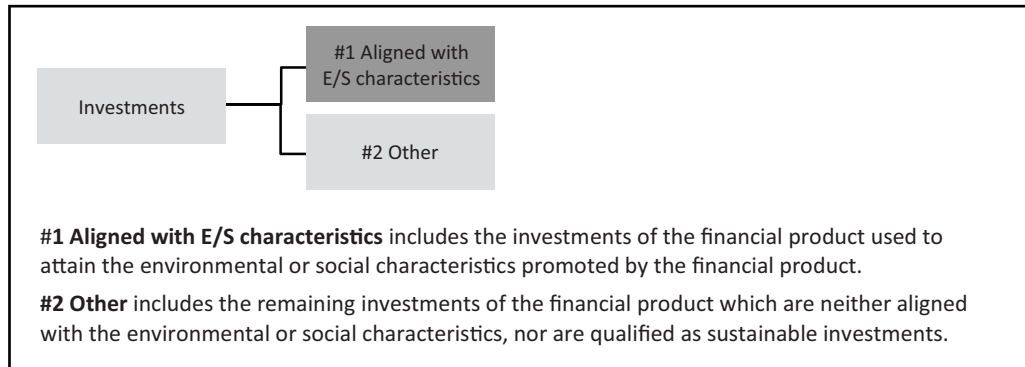 #1 Aligned with
E/S characteristics
Investments
#2 Other
#1 Aligned with E/S characteristics includes the investments of the financial product used to
attain the environmental or social characteristics promoted by the financial product.
#2 Other includes the remaining investments of the financial product which are neither aligned
with the environmental or social characteristics, nor are qualified as sustainable investments.